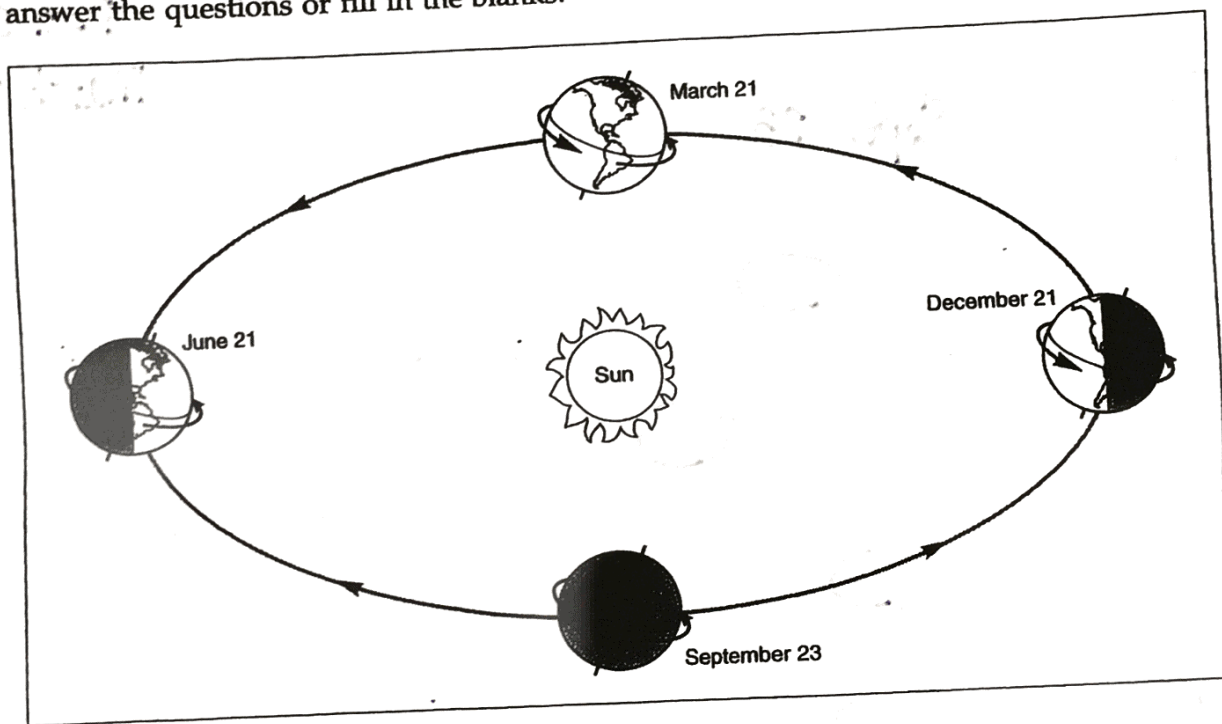 answer the questions or fill in the blanks.
March 21
December 21
June 21
Sun
September 23